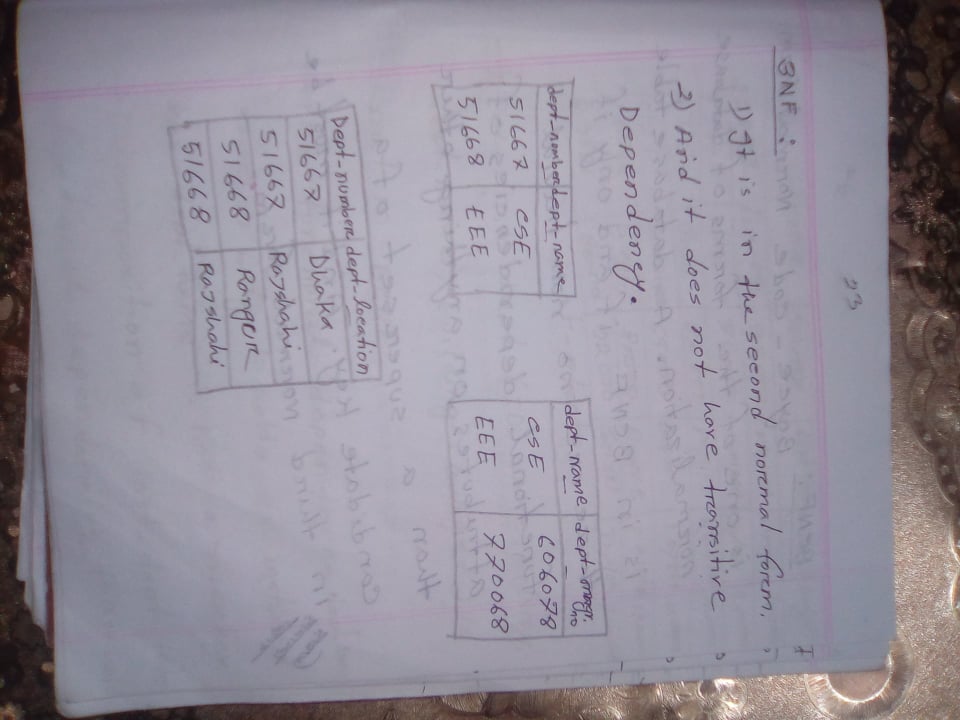 23
3NF :
1) It is in the second normal form.
2) And it does not have transitive
Dependency.
dept-number dept-name
51667 CSE
51668 EEE
dept-name dept-mngr.
no
CSE 606078
EEE 770068
Dept-number dept-location
51667 Dhaka
51667 Rajshahi
51668 Rangur
51668 Rajshahi